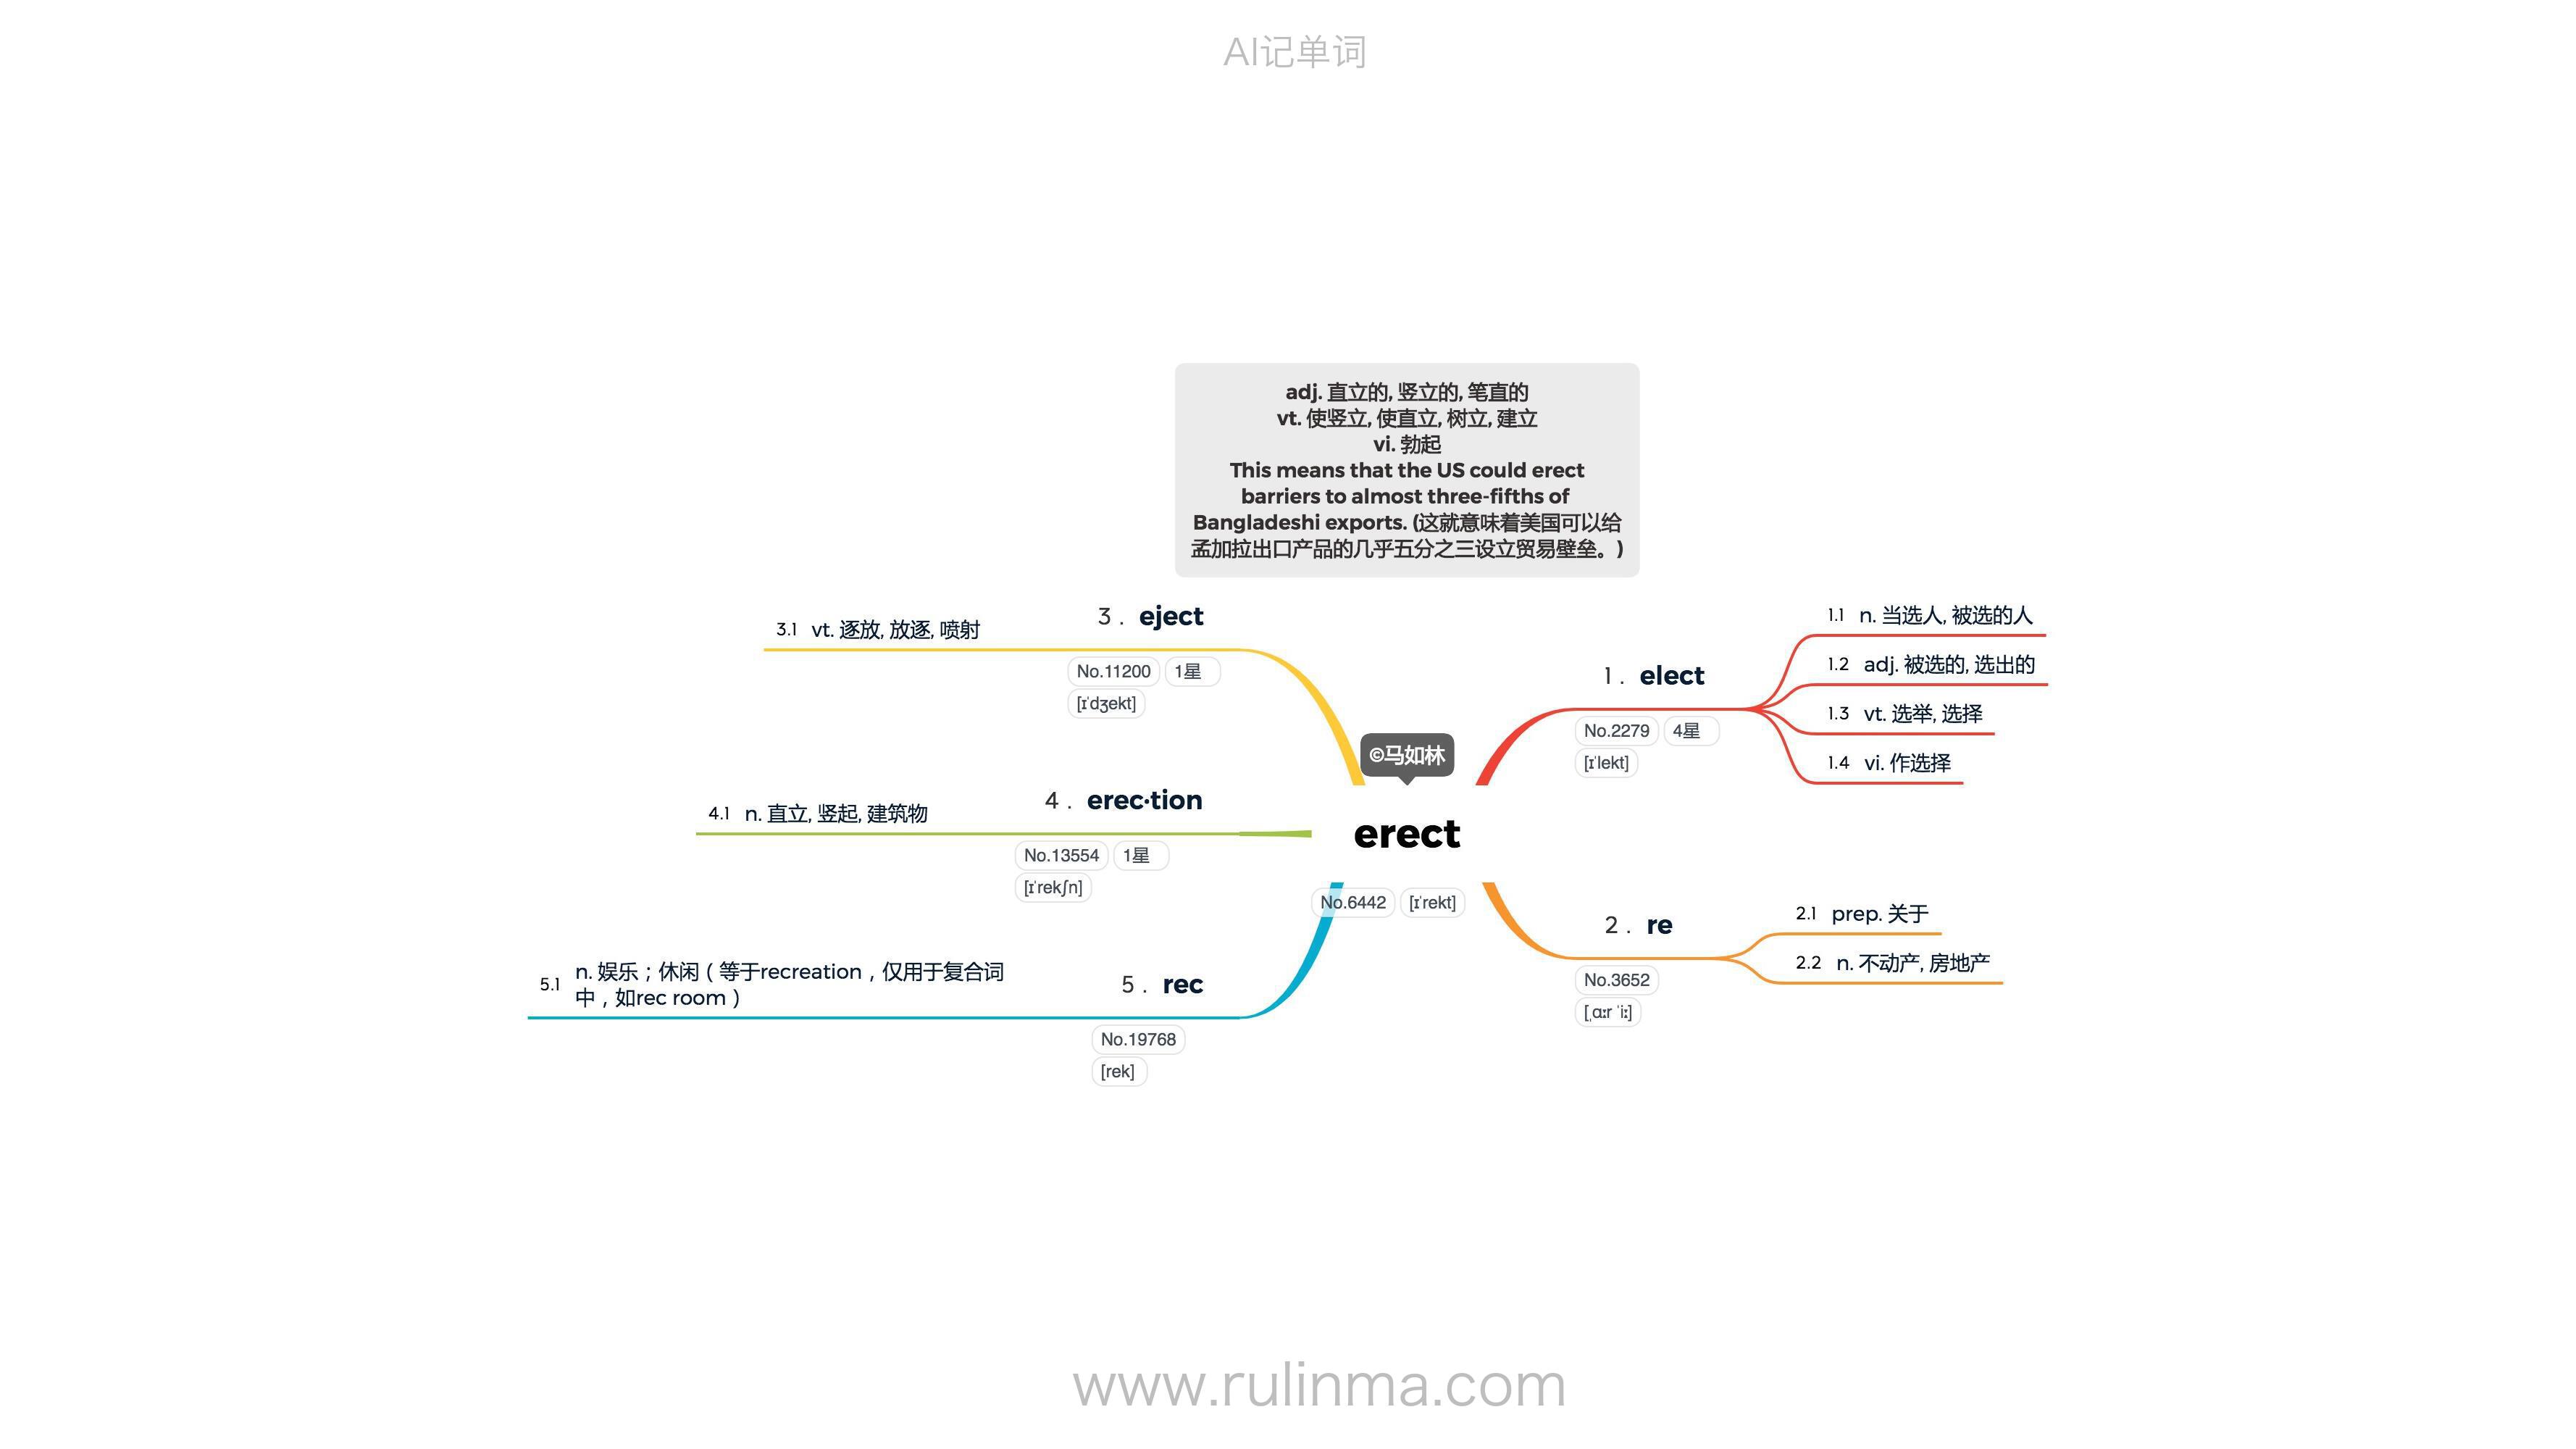 AI记单词
adj. 直立的, 竖立的, 笔直的
vt. 使竖立, 使直立, 树立, 建立
vi. 勃起
This means that the US could erect
barriers to almost three-fifths of
Bangladeshi exports. (这就意味着美国可以给
孟加拉出口产品的几乎五分之三设立贸易壁垒。)
©马如林
erect
No.6442 [ɪˈrekt]
1 . elect
No.2279 4星
[ɪˈlekt]
1.1 n. 当选人, 被选的人
1.2 adj. 被选的, 选出的
1.3 vt. 选举, 选择
1.4 vi. 作选择
2 . re
No.3652
[ˌɑːr ˈiː]
2.1 prep. 关于
2.2 n. 不动产, 房地产
3 . eject
No.11200 1星
[ɪˈdʒekt]
3.1 vt. 逐放, 放逐, 喷射
4 . erec·tion
No.13554 1星
[ɪˈrekʃn]
4.1 n. 直立, 竖起, 建筑物
5 . rec
No.19768
[rek]
5.1 n. 娱乐；休闲（等于recreation，仅用于复合词
中，如rec room）
www.rulinma.com